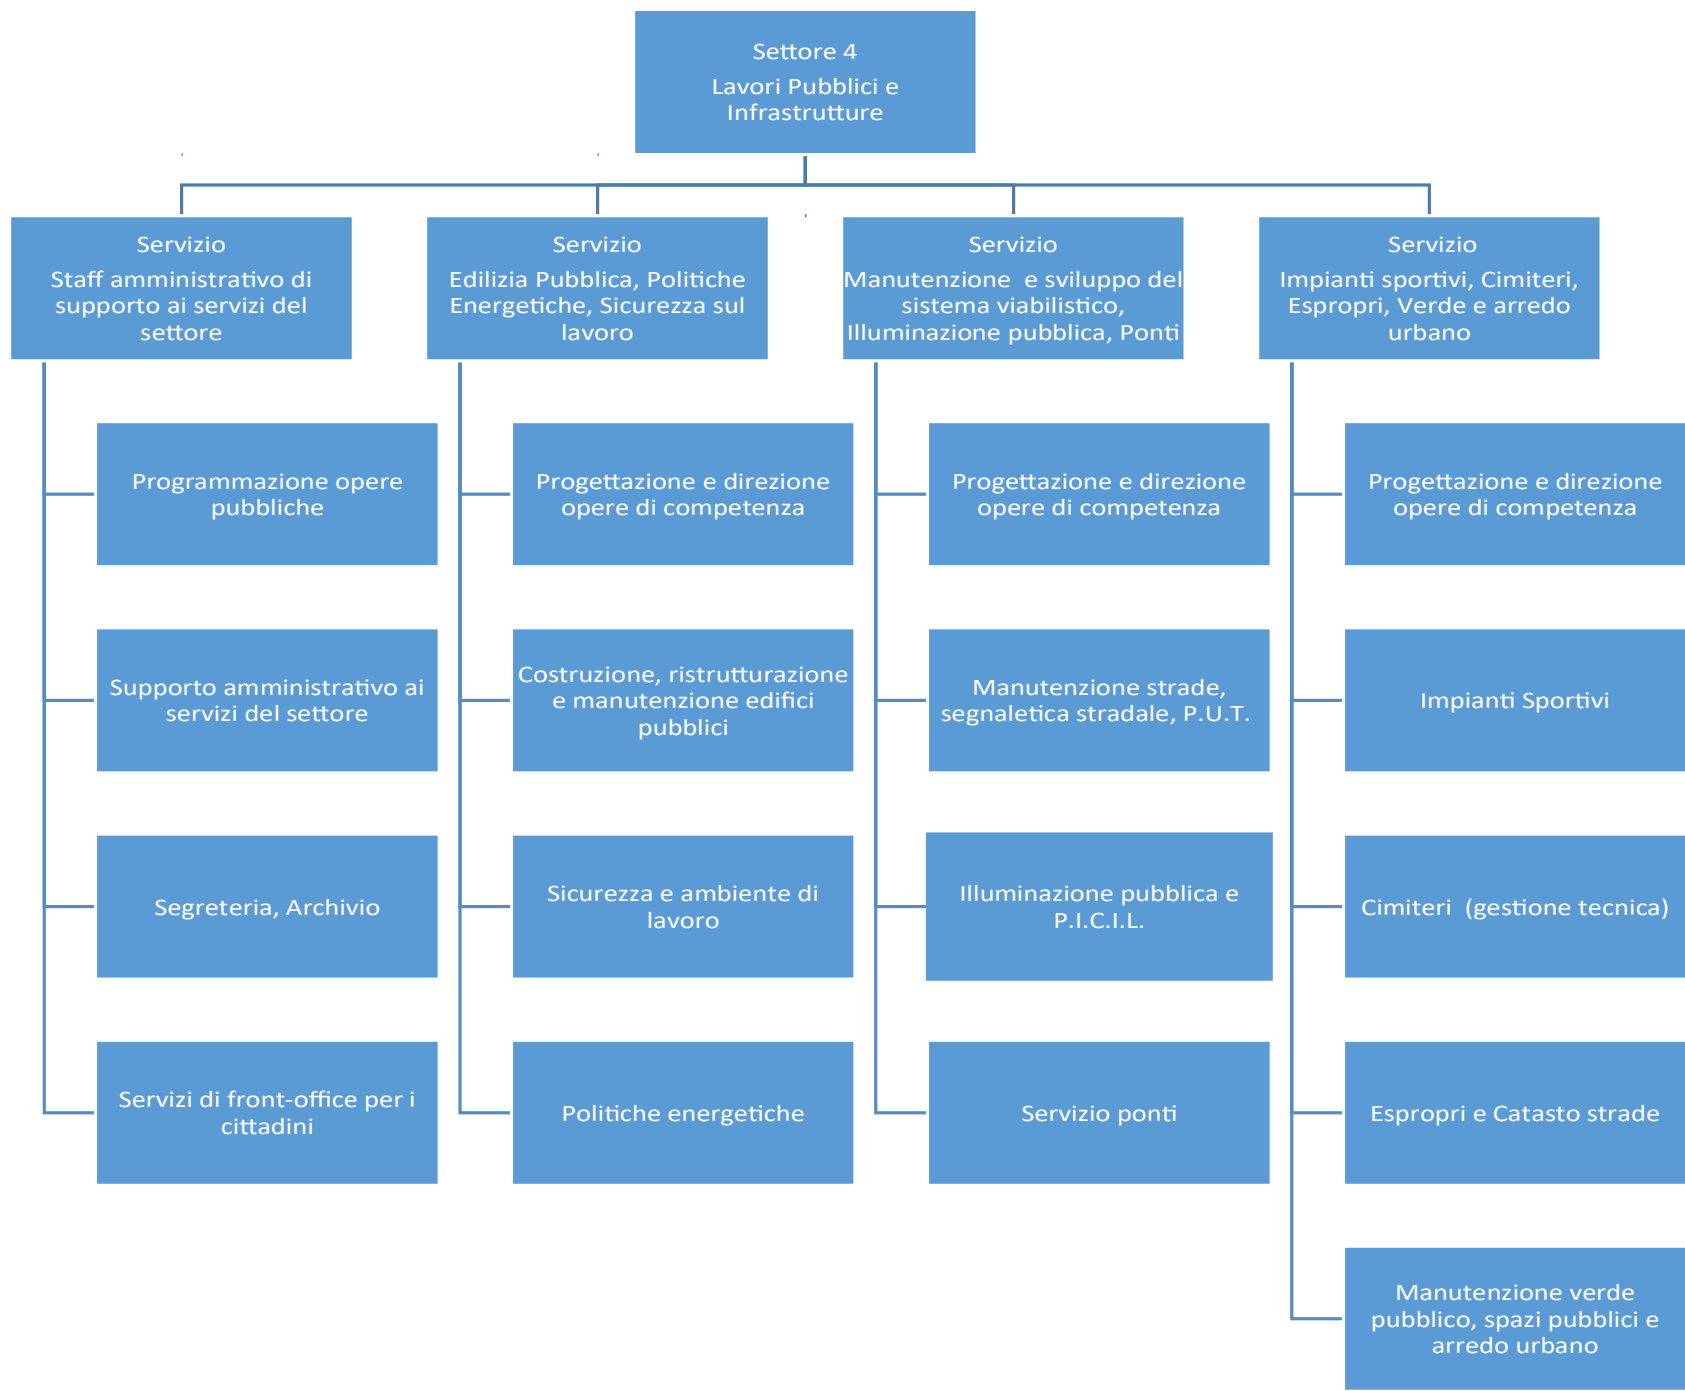 Settore 4
Lavori Pubblici e
Infrastrutture
Servizio
Staff amministrativo di
supporto ai servizi del
settore
Servizio
Edilizia Pubblica, Politiche
Energetiche, Sicurezza sul
lavoro
Servizio
Manutenzione  e sviluppo del
sistema viabilistico,
Illuminazione pubblica, Ponti
Servizio
Impianti sportivi, Cimiteri,
Espropri, Verde e arredo
urbano
Programmazione opere
pubbliche
Supporto amministrativo ai
servizi del settore
Segreteria, Archivio
Servizi di front-office per i
cittadini
Progettazione e direzione
opere di competenza
Costruzione, ristrutturazione
e manutenzione edifici
pubblici
Sicurezza e ambiente di
lavoro
Politiche energetiche
Progettazione e direzione
opere di competenza
Manutenzione strade,
segnaletica stradale, P.U.T.
Illuminazione pubblica e
P.I.C.I.L.
Servizio ponti
Progettazione e direzione
opere di competenza
Impianti Sportivi
Cimiteri  (gestione tecnica)
Espropri e Catasto strade
Manutenzione verde
pubblico, spazi pubblici e
arredo urbano